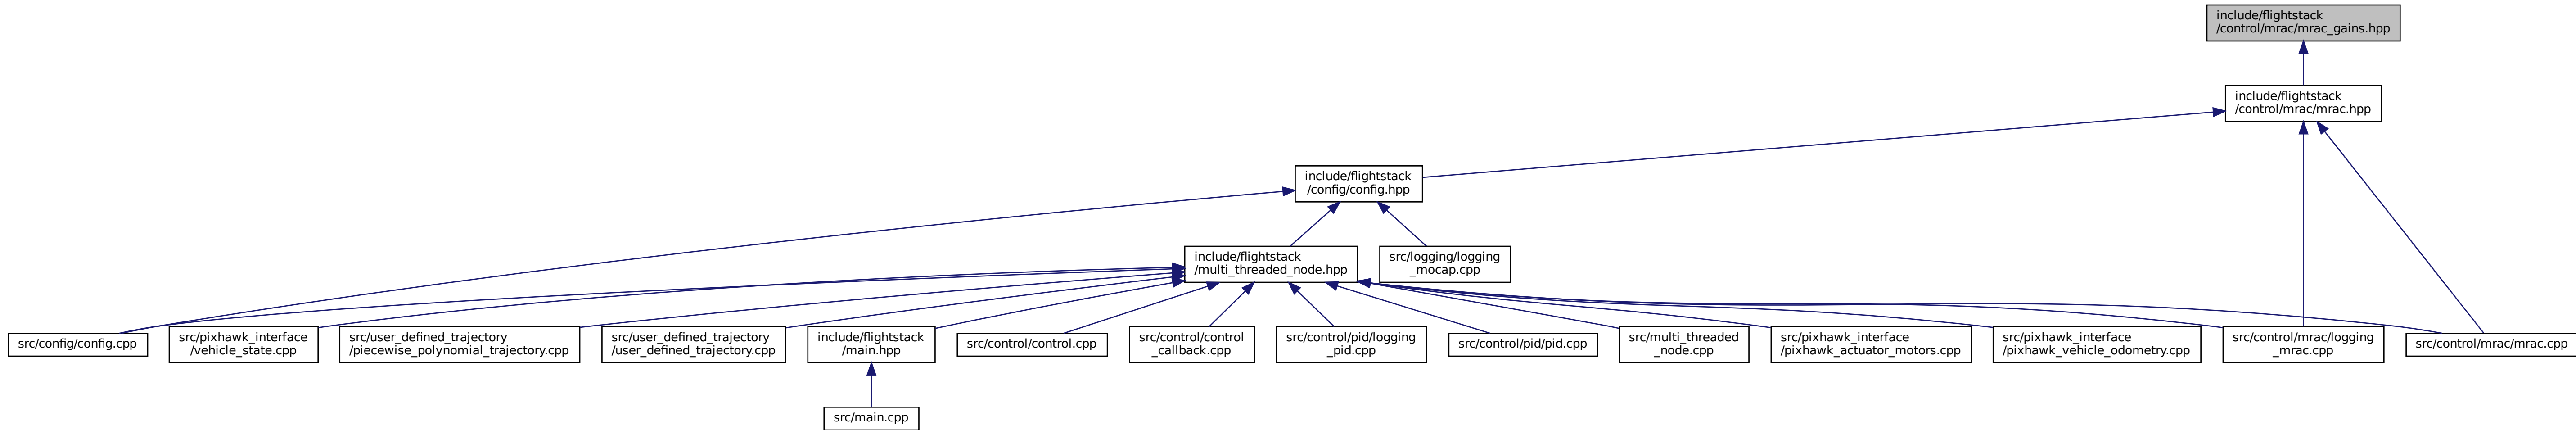 include/flightstack
/control/mrac/mrac_gains.hpp
include/flightstack
/control/mrac/mrac.hpp
include/flightstack
/config/config.hpp
include/flightstack
/multi_threaded_node.hpp
src/logging/logging
_mocap.cpp
src/config/config.cpp
src/pixhawk_interface
/vehicle_state.cpp
src/user_defined_trajectory
/piecewise_polynomial_trajectory.cpp
src/user_defined_trajectory
/user_defined_trajectory.cpp
include/flightstack
/main.hpp
src/control/control.cpp
src/control/control
_callback.cpp
src/control/pid/logging
_pid.cpp
src/control/pid/pid.cpp
src/multi_threaded
_node.cpp
src/pixhawk_interface
/pixhawk_actuator_motors.cpp
src/pixhawk_interface
/pixhawk_vehicle_odometry.cpp
src/control/mrac/logging
_mrac.cpp
src/control/mrac/mrac.cpp
src/main.cpp